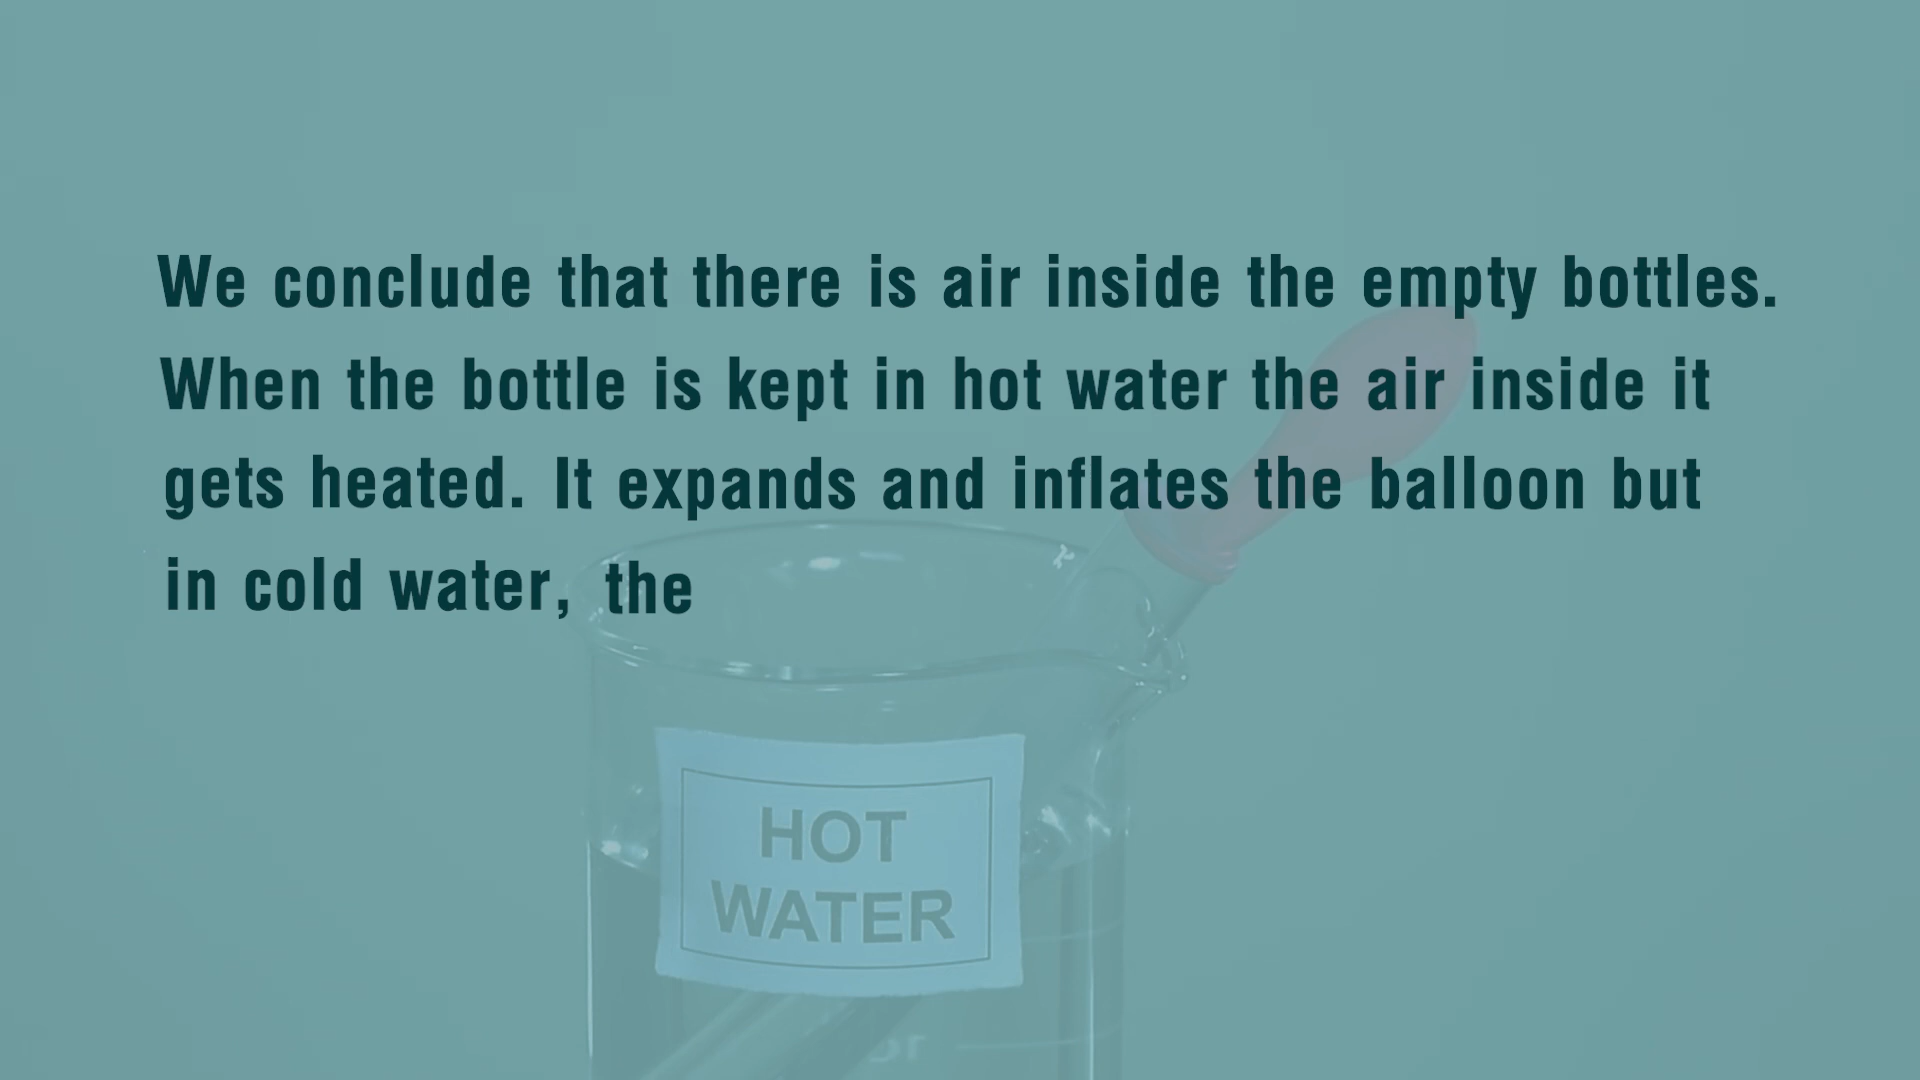 We conclude that there is air inside the empty bottles.
When the bottle is kept in hot water the air inside it
gets heated. It expands and inflates the balloon but
in cold water, the
HOT
WATER